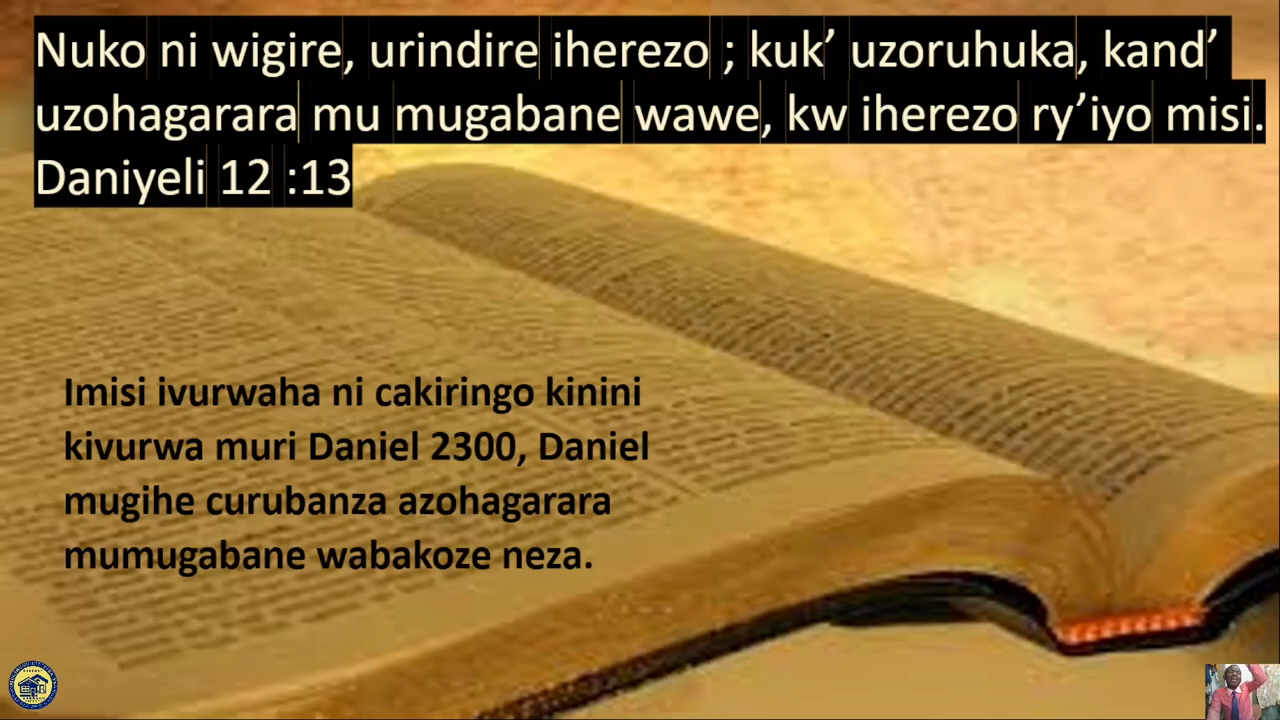 Nuko ni wigire, urindire iherezo ; kuk’ uzoruhuka, kand’
uzohagarara mu mugabane wawe, kw iherezo ry’iyo misi.
Daniyeli 12 :13
Imisi ivurwaha ni cakiringo kinini
kivurwa muri Daniel 2300, Daniel
mugihe curubanza azohagarara
mumugabane wabakoze neza.